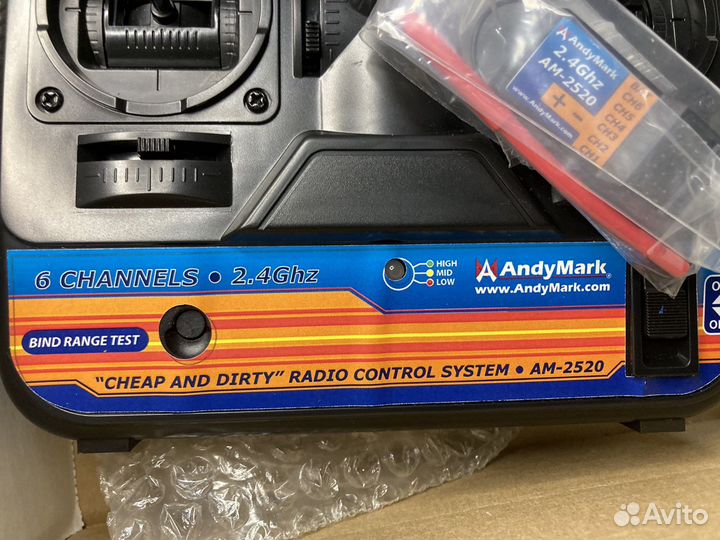 AndyMark
2.4Ghz
AM-2520
www.AndyMark.com
+ -
CH6
CH5
CH4
CH3
CH2
CH1
6 CHANNELS • 2.4Ghz
HIGH
MID
LOW
AndyMark
www.AndyMark.com
BIND RANGE TEST
"CHEAP AND DIRTY" RADIO CONTROL SYSTEM • AM-2520
Avito